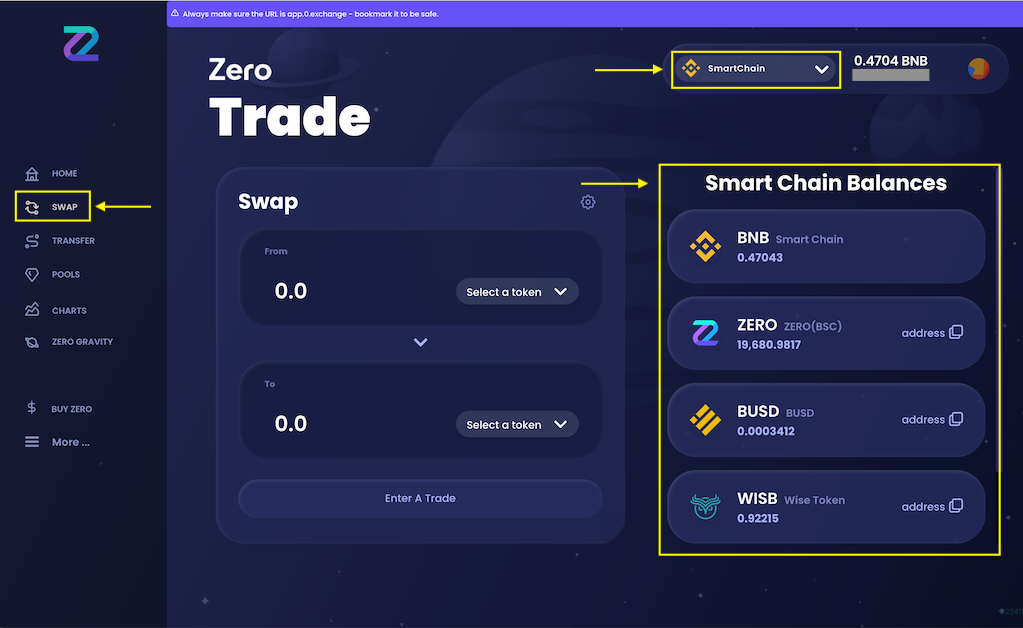 Always make sure the URL is app.0.exchange - bookmark it to be safe.
Zero
Trade
SmartChain
0.4704 BNB
HOME
SWAP
TRANSFER
POOLS
CHARTS
ZERO GRAVITY
BUY ZERO
More ...
Swap
From
0.0
Select a token
To
0.0
Select a token
Enter A Trade
Smart Chain Balances
BNB Smart Chain
0.47043
ZERO ZERO(BSC)
19,680.9817
address
BUSD BUSD
0.0003412
address
WISB Wise Token
0.92215
address